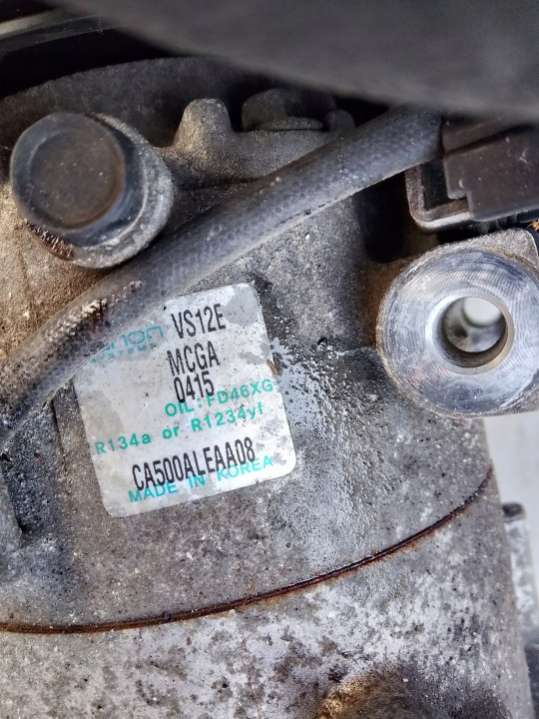 VS12E
MCGA
0415
OIL: FD46XG
R134a or R1234yf
CA500ALEAA08
MADE IN KOREA